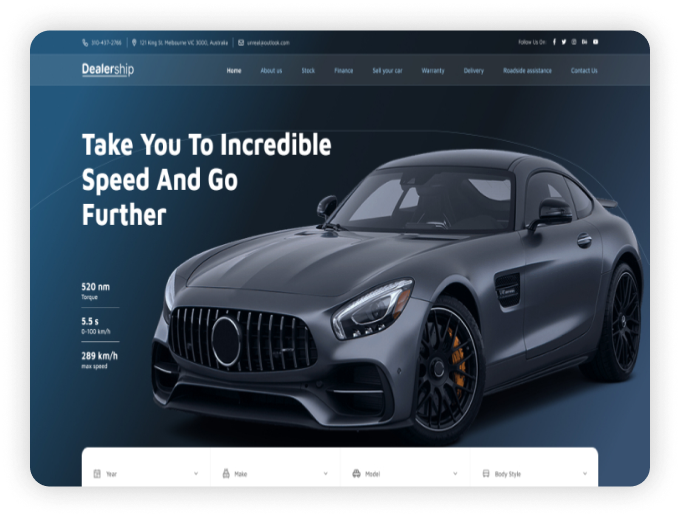 310-437-2766
121 King St, Melbourne VIC 3000, Australia
unreal@outlook.com
Follow Us On
Dealership
Home
About us
Stock
Finance
Sell your car
Warranty
Delivery
Roadside assistance
Contact Us
Take You To Incredible
Speed And Go
Further
520 nm
Torque
5.5 s
0-100 km/h
289 km/h
max speed
Year
Make
Model
Body Style